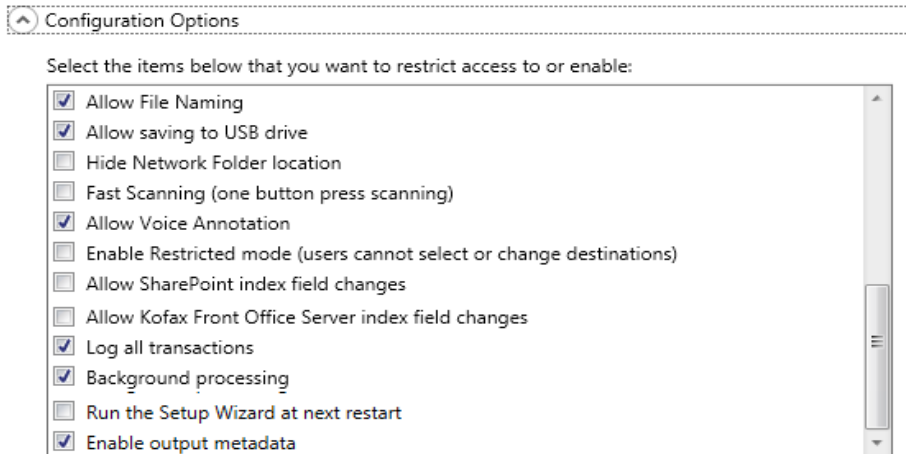 Configuration Options
Select the items below that you want to restrict access to or enable:
Allow File Naming
Allow saving to USB drive
Hide Network Folder location
Fast Scanning (one button press scanning)
Allow Voice Annotation
Enable Restricted mode (users cannot select or change destinations)
Allow SharePoint index field changes
Allow Kofax Front Office Server index field changes
Log all transactions
Background processing
Run the Setup Wizard at next restart
Enable output metadata